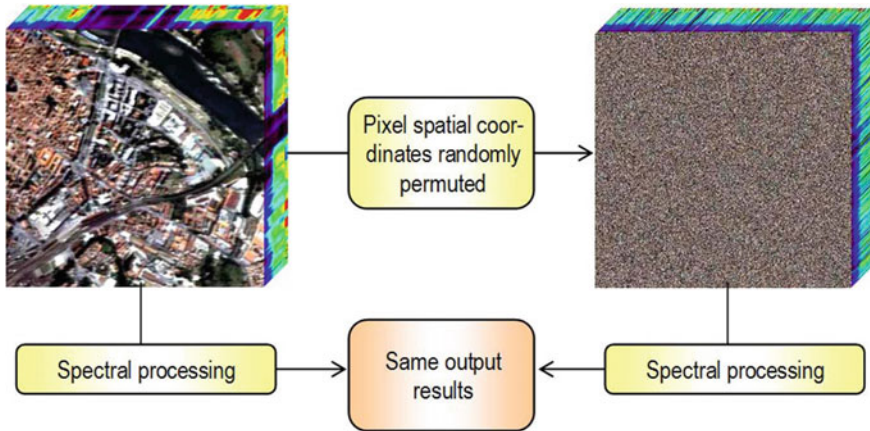 Pixel spatial coor-
dinates randomly
permuted
Spectral processing
Same output
results
Spectral processing